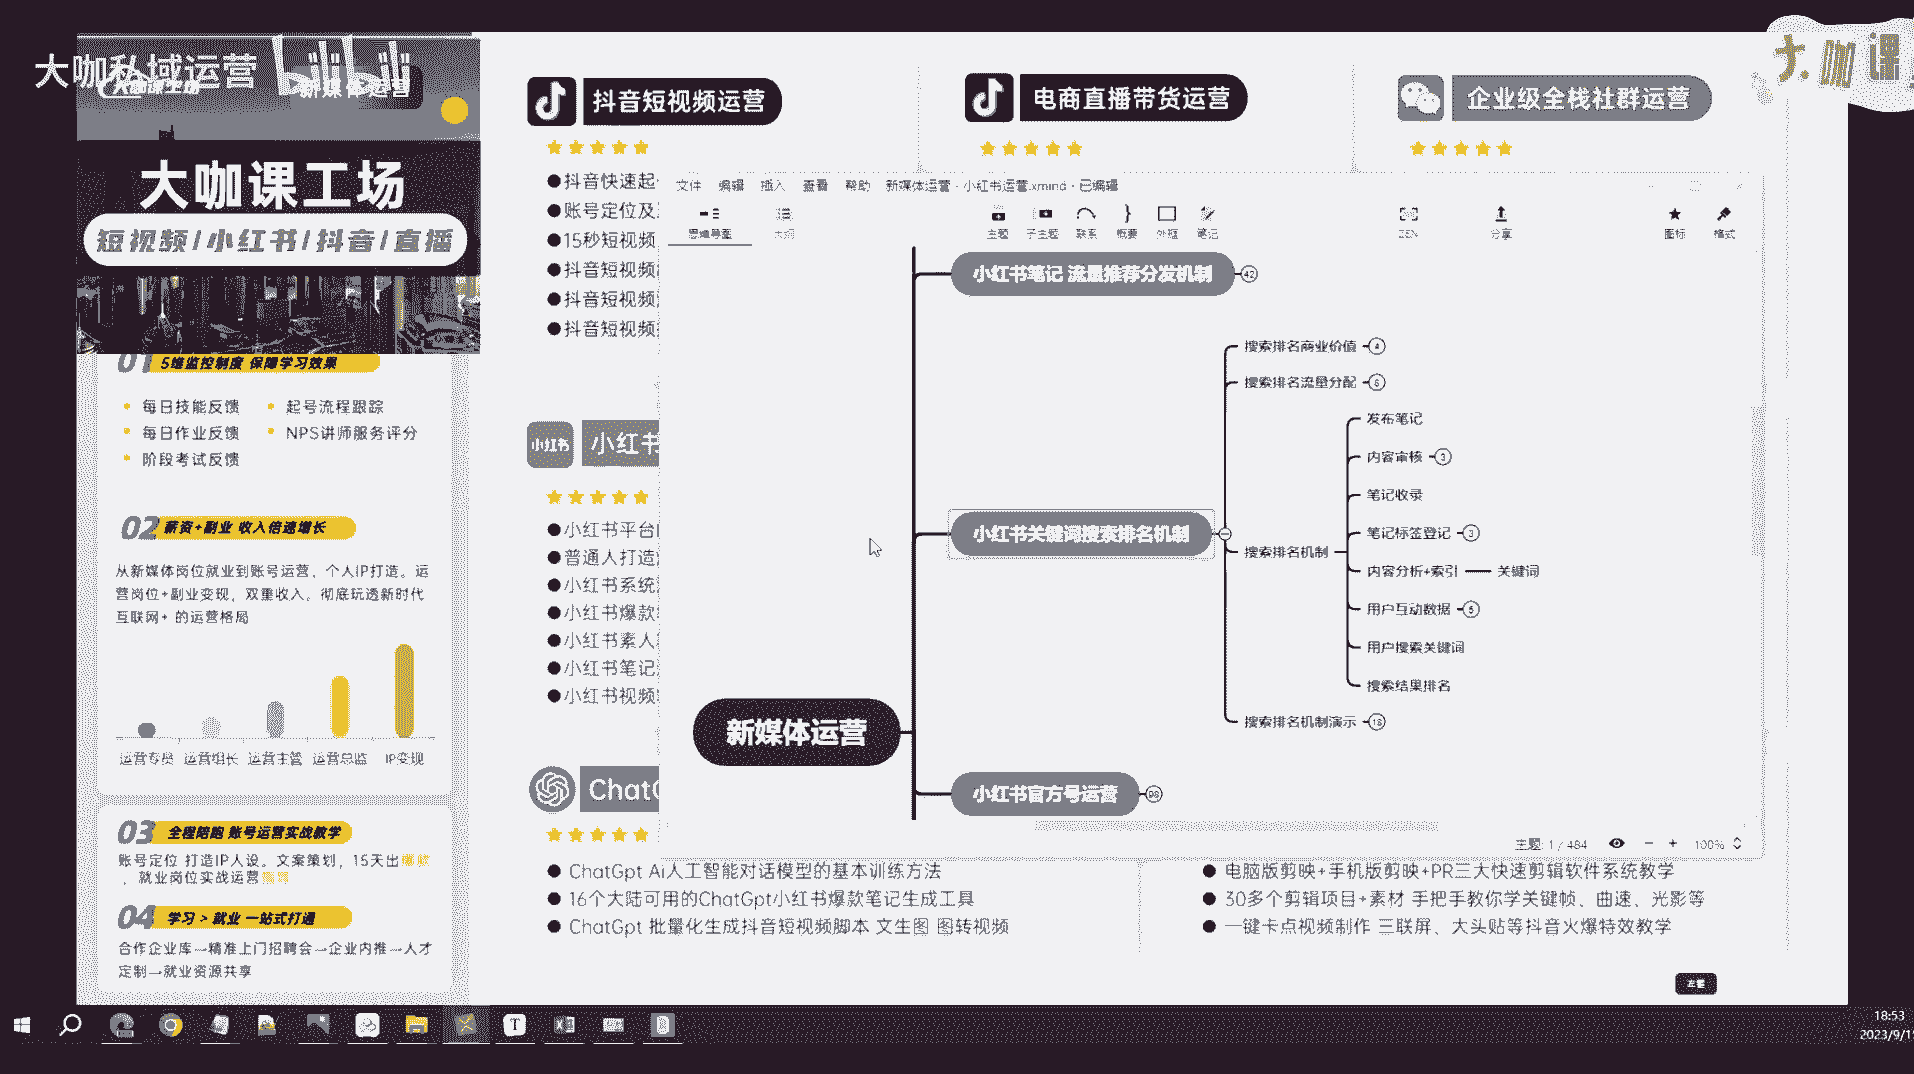 大咖私域运营
bilibili
新媒体运营
大咖课
大咖课工场
短视频/小红书/抖音/直播
01 5维监控制度 保障学习效果
每日技能反馈
起号流程跟踪
每日作业反馈
NPS讲师服务评分
阶段考试反馈
02 薪资+副业 收入倍速增长
从新媒体岗位就业到账号运营，个人IP打造。运
营岗位+副业变现，双重收入。彻底玩透新时代
互联网+ 的运营格局
运营专员 运营组长 运营主管 运营总监 IP变现
03 全程陪跑 账号运营实战教学
账号定位 打造IP人设。文案策划，15天出
，就业岗位实战运营
04 学习 > 就业 一站式打通
合作企业库→精准上门招聘会→企业内推→人才
定制→就业资源共享
抖音短视频运营
电商直播带货运营
企业级全栈社群运营
抖音快速起
账号定位及
15秒短视频
抖音短视频
抖音短视频
抖音短视频
小红书
小红书
小红书平台
普通人打造
小红书系统
小红书爆款
小红书素人
小红书笔记
小红书视频
ChatG
ChatGpt Ai人工智能对话模型的基本训练方法
16个大陆可用的ChatGpt小红书爆款笔记生成工具
ChatGpt 批量化生成抖音短视频脚本 文生图 图转视频
电脑版剪映+手机版剪映+PR三大快速剪辑软件系统教学
30多个剪辑项目+素材 手把手教你学关键帧、曲速、光影等
一键卡点视频制作 三联屏、大头贴等抖音火爆特效教学
文件 编辑 插入 查看 帮助 新媒体运营 - 小红书运营.xmind - 已编辑
思维导图 大纲
主题 子主题 联系 概要 外框 笔记
ZEN 分享 图标 格式
小红书笔记 流量推荐分发机制 42
搜索排名商业价值 4
搜索排名流量分配 6
发布笔记
内容审核 3
笔记收录
笔记标签登记 3
小红书关键词搜索排名机制
搜索排名机制
内容分析+索引 关键词
用户互动数据 5
用户搜索关键词
搜索结果排名
搜索排名机制演示 18
新媒体运营
小红书官方号运营 98
主题: 1 / 484
100%
18:53
2023/9/1